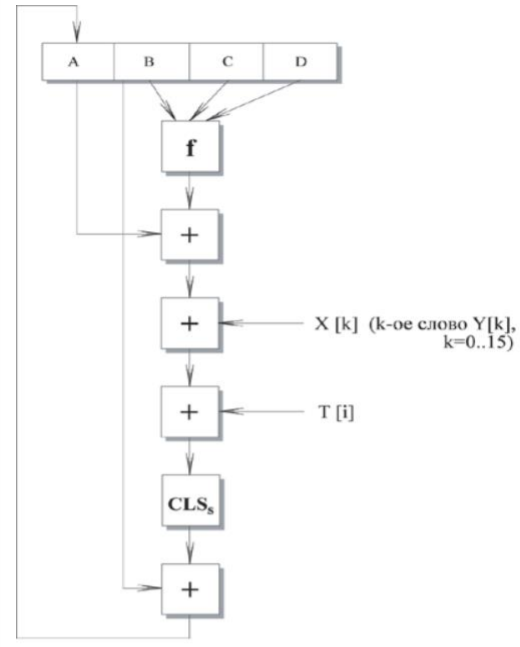 A B C D
f
+
+
X [k] (k-ое слово Y[k],
k=0..15)
+
T [i]
CLSs
+